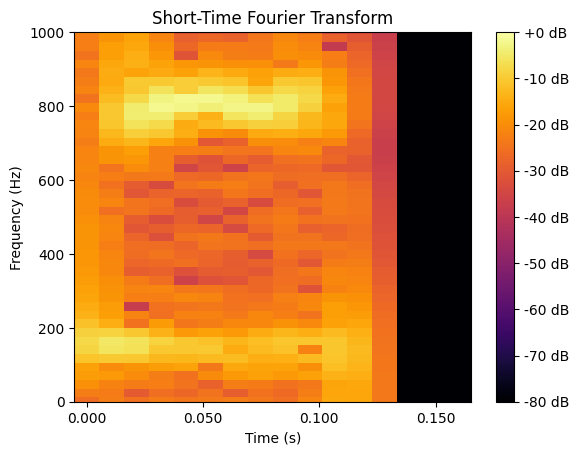 Short-Time Fourier Transform
1000
800
600
400
200
0
Frequency (Hz)
0.000
0.050
0.100
0.150
Time (s)
+0 dB
-10 dB
-20 dB
-30 dB
-40 dB
-50 dB
-60 dB
-70 dB
-80 dB